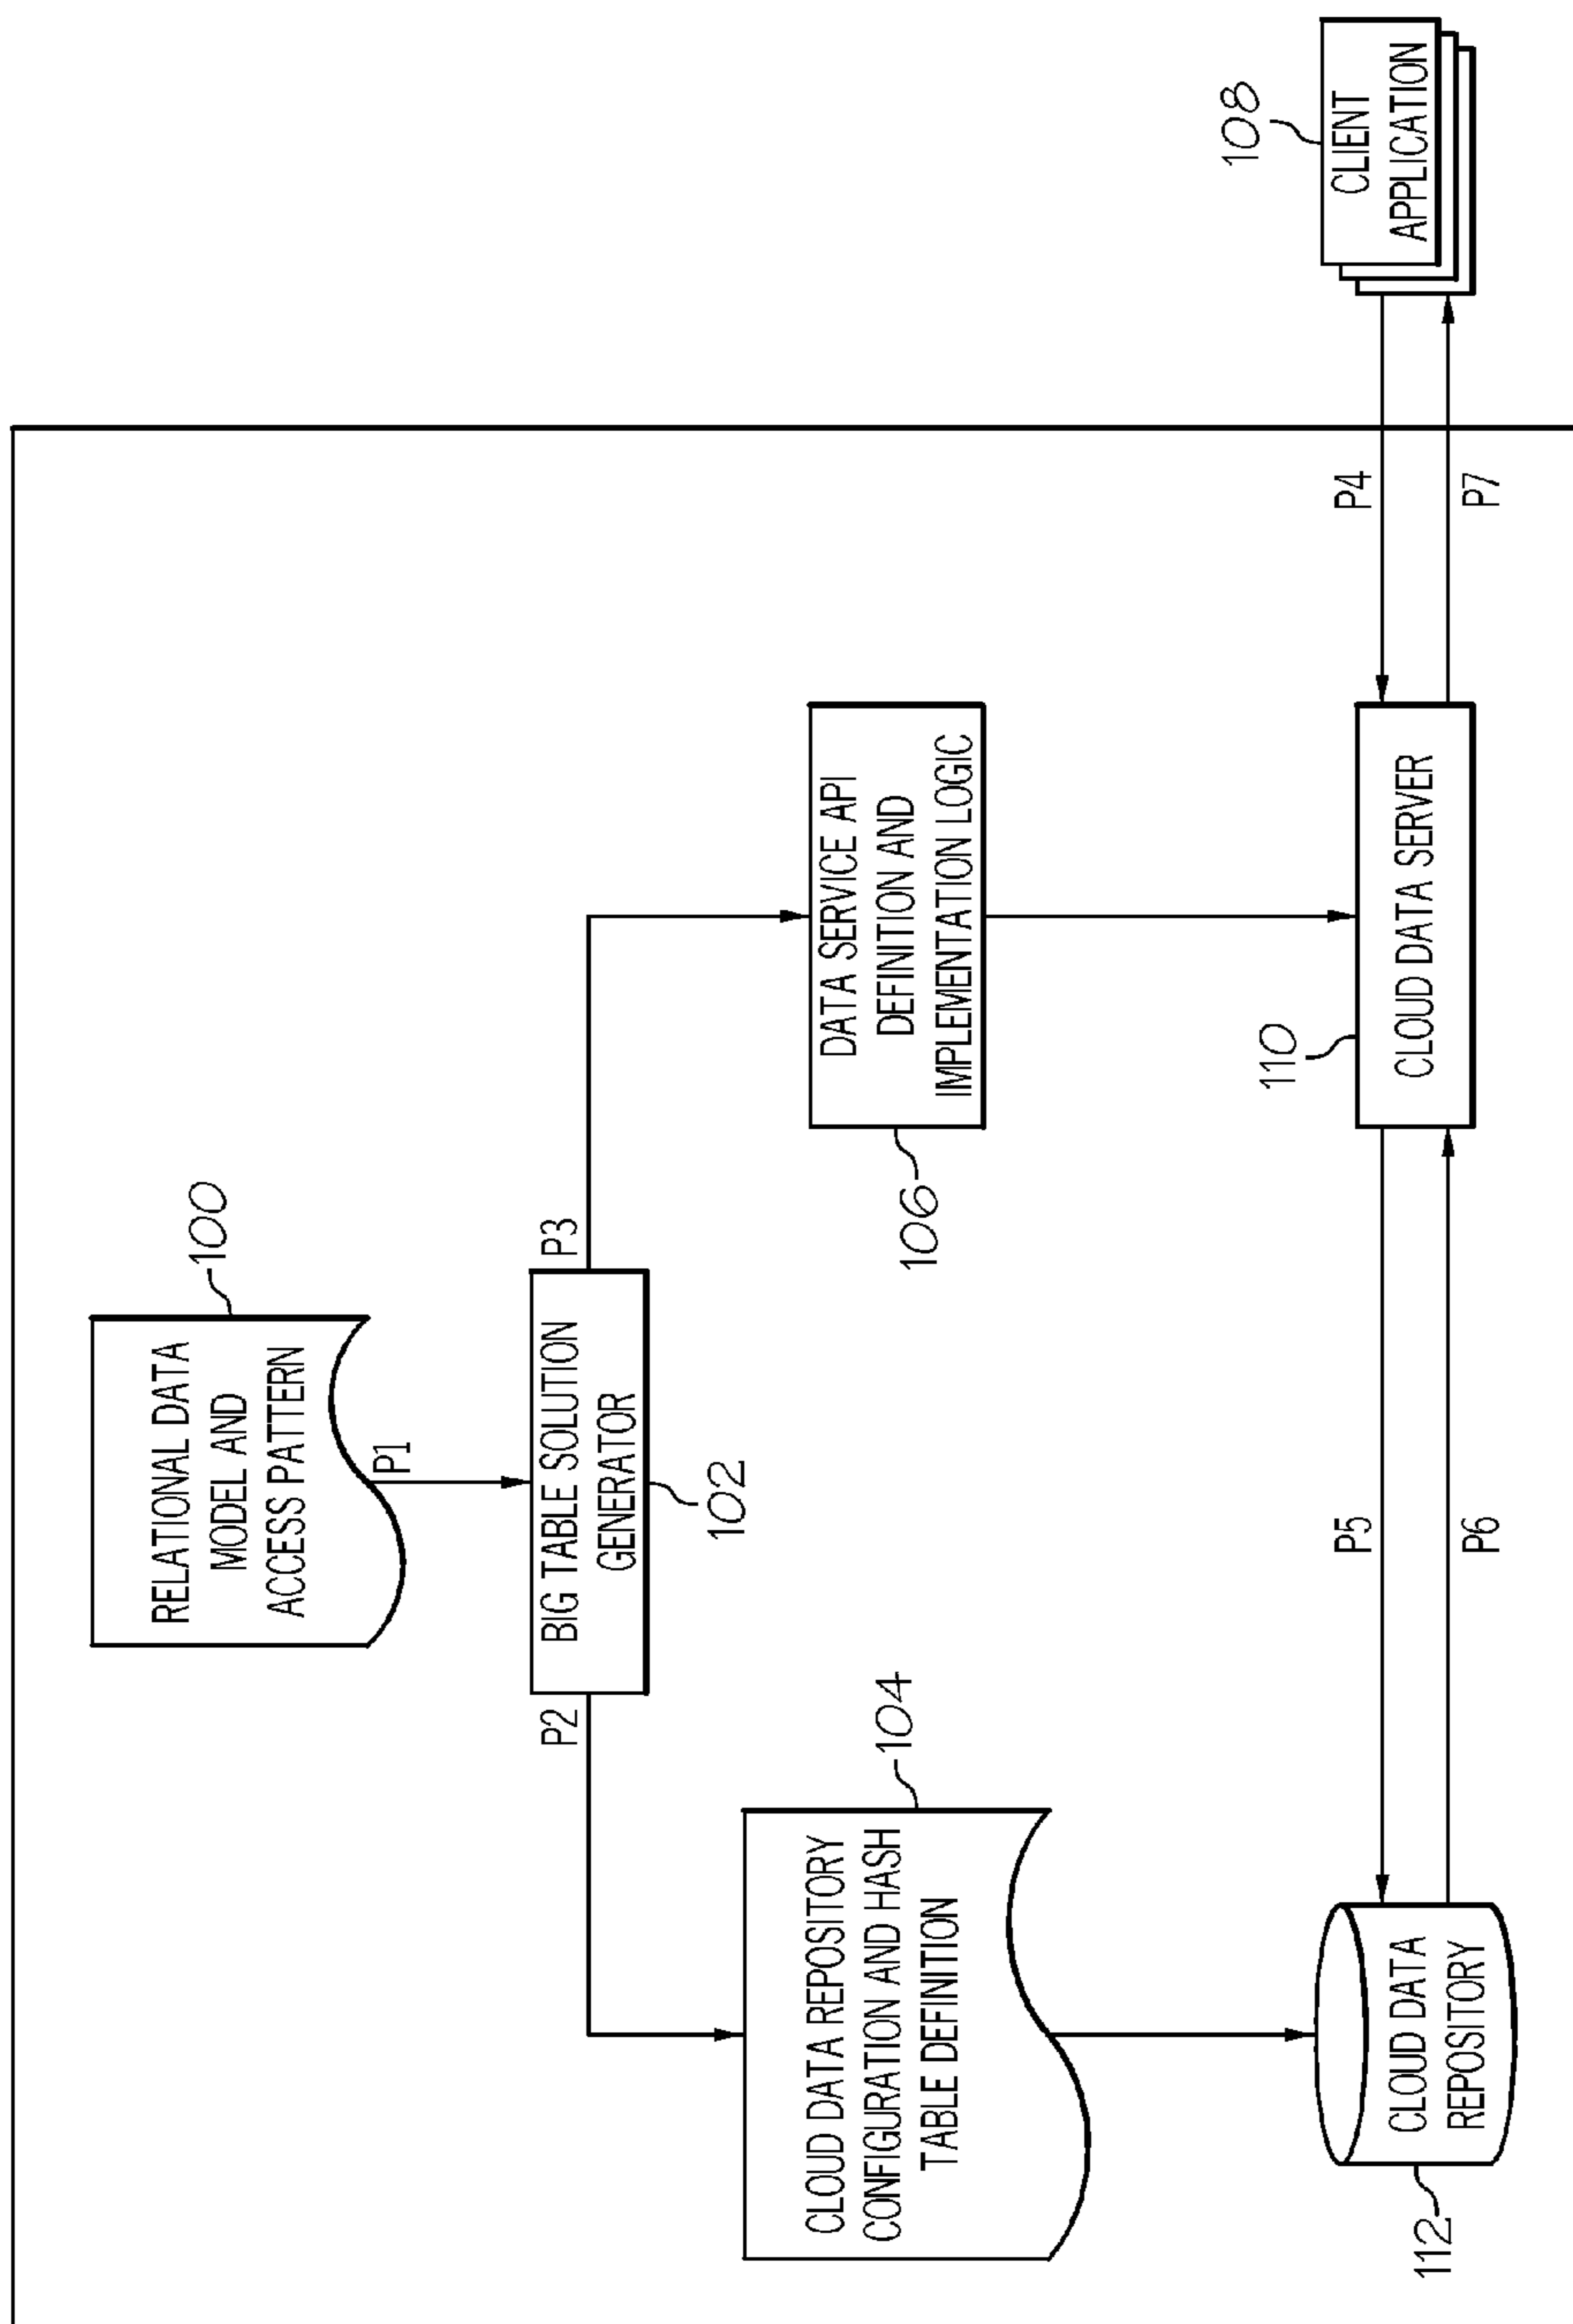 100
RELATIONAL DATA
MODEL AND
ACCESS PATTERN
P1
P2
BIG TABLE SOLUTION
GENERATOR
P3
102
104
CLOUD DATA REPOSITORY
CONFIGURATION AND HASH
TABLE DEFINITION
DATA SERVICE API
DEFINITION AND
IMPLEMENTATION LOGIC
106
112
CLOUD DATA
REPOSITORY
P5
P6
110
CLOUD DATA SERVER
P4
P7
108
CLIENT
APPLICATION